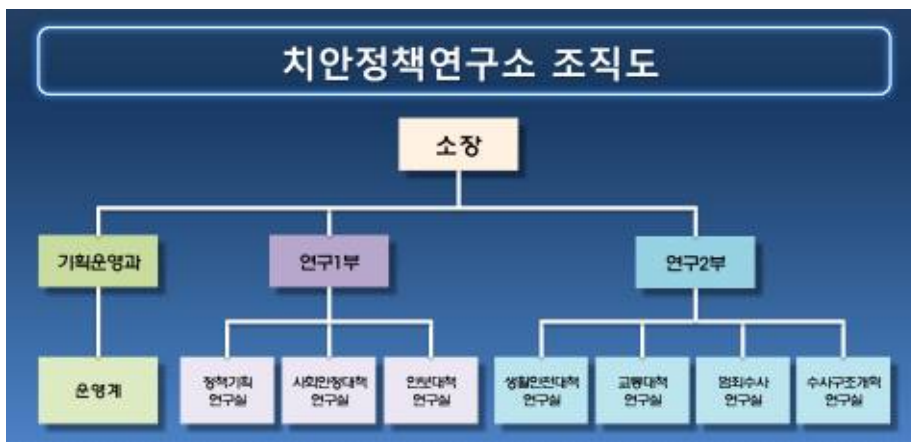 치안정책연구소 조직도
소장
기획운영과
연구1부
연구2부
운영계
정책기획
연구실
사회안정대책
연구실
안보대책
연구실
생활안전대책
연구실
교통대책
연구실
범죄수사
연구실
수사구조개혁
연구실